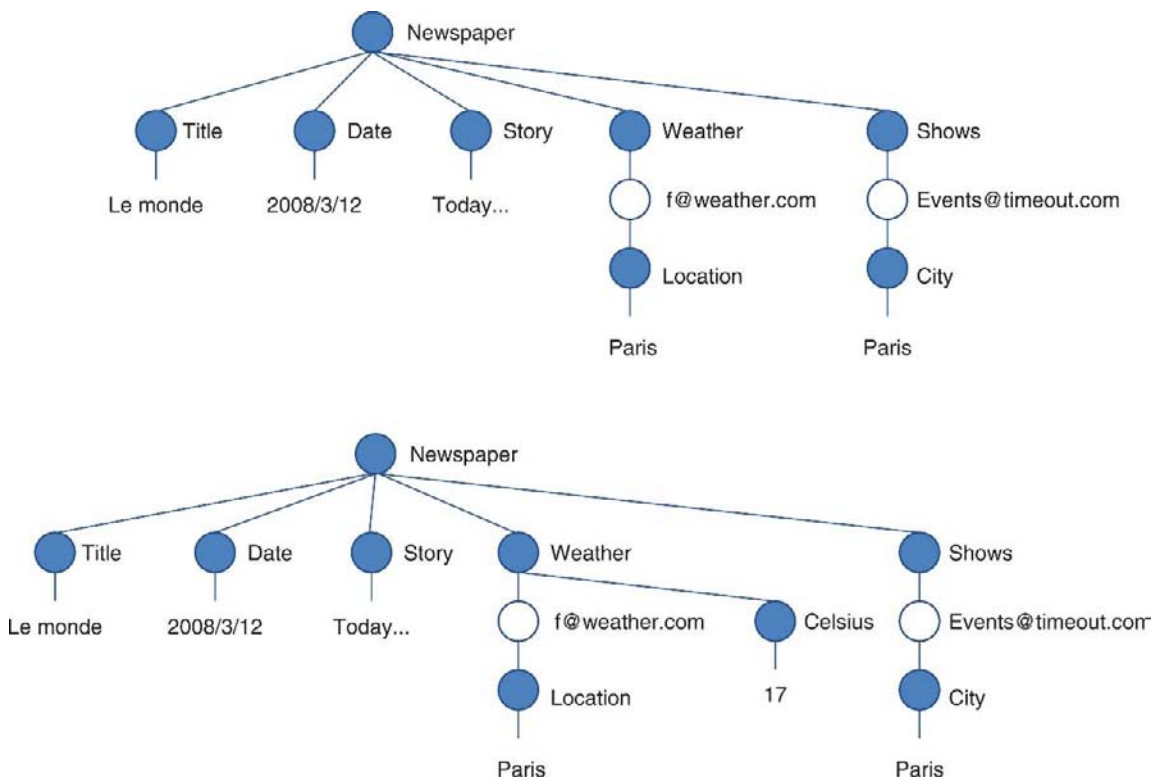 Newspaper
Title Date Story Weather Shows
Le monde 2008/3/12 Today... f@weather.com Events@timeout.com
Location City
Paris Paris
Newspaper
Title Date Story Weather Shows
Le monde 2008/3/12 Today... f@weather.com Celsius Events@timeout.com
Location 17 City
Paris Paris